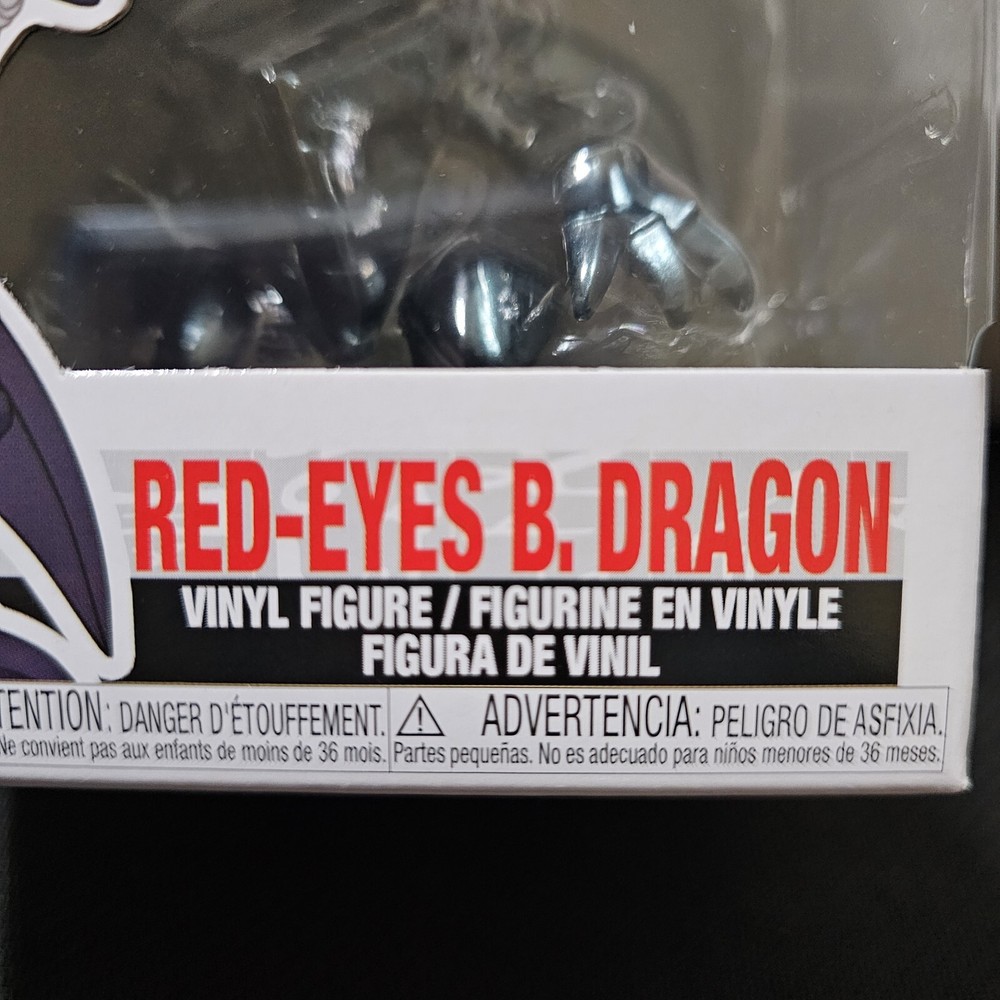 RED-EYES B. DRAGON
VINYL FIGURE / FIGURINE EN VINYLE
FIGURA DE VINIL
TENTION: DANGER D'ÉTOUFFEMENT.
Ne convient pas aux enfants de moins de 36 mois.
⚠ ADVERTENCIA: PELIGRO DE ASFIXIA.
Partes pequeñas. No es adecuado para niños menores de 36 meses.